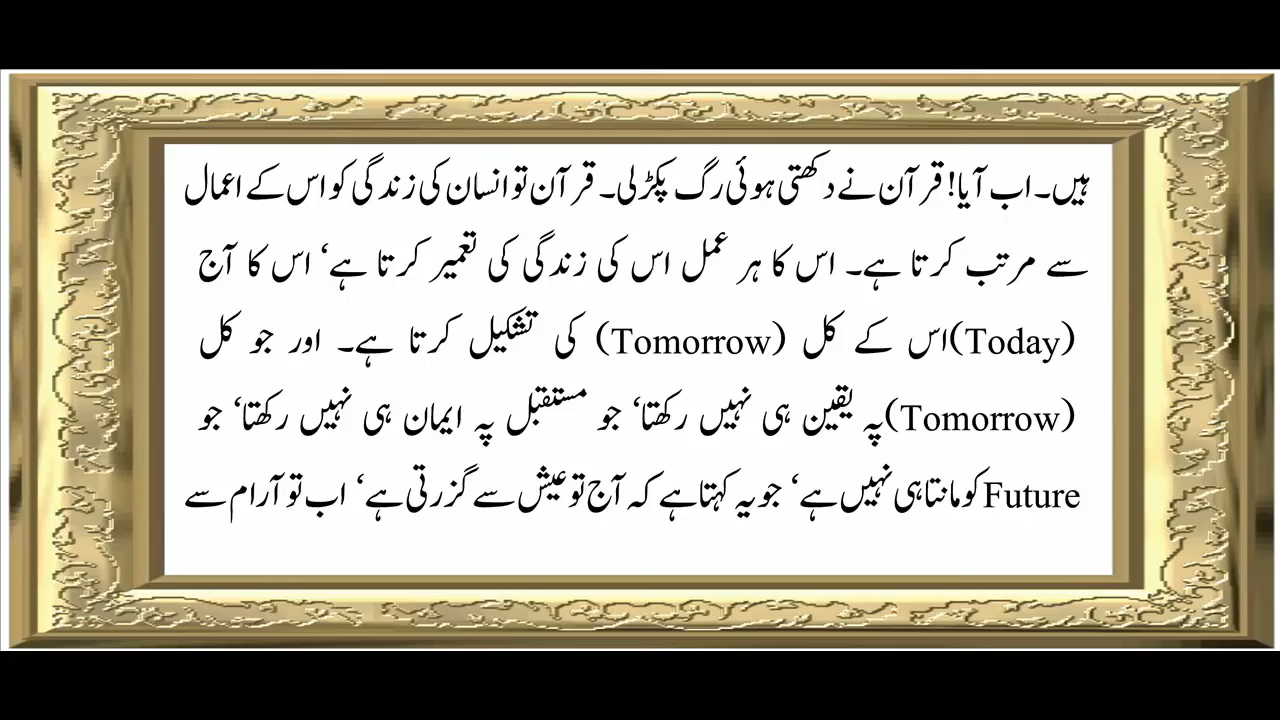 ہیں۔ اب آیا! قرآن نے دکھتی ہوئی رگ پکڑ لی۔ قرآن تو انسان کی زندگی کو اس کے اعمال
سے مرتب کرتا ہے۔ اس کا ہر عمل اس کی زندگی کی تعمیر کرتا ہے‘ اس کا آج
(Today) اس کے کل (Tomorrow) کی تشکیل کرتا ہے۔ اور جو کل
(Tomorrow) پہ یقین ہی نہیں رکھتا‘ جو مستقبل پہ ایمان ہی نہیں رکھتا‘ جو
Future کو مانتا ہی نہیں ہے‘ جو یہ کہتا ہے کہ آج تو عیش سے گزرتی ہے‘ اب تو آرام سے